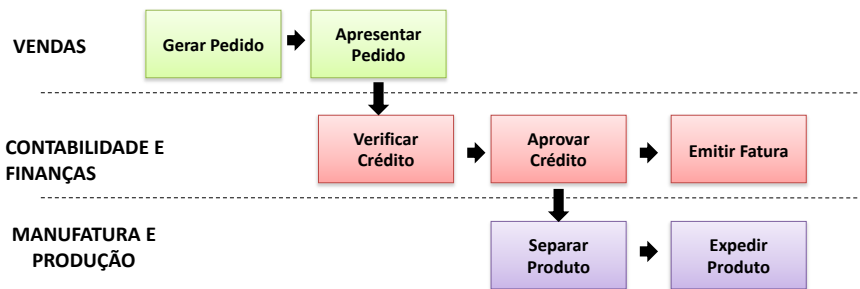 VENDAS
Gerar Pedido
Apresentar
Pedido
CONTABILIDADE E
FINANÇAS
Verificar
Crédito
Aprovar
Crédito
Emitir Fatura
MANUFATURA E
PRODUÇÃO
Separar
Produto
Expedir
Produto